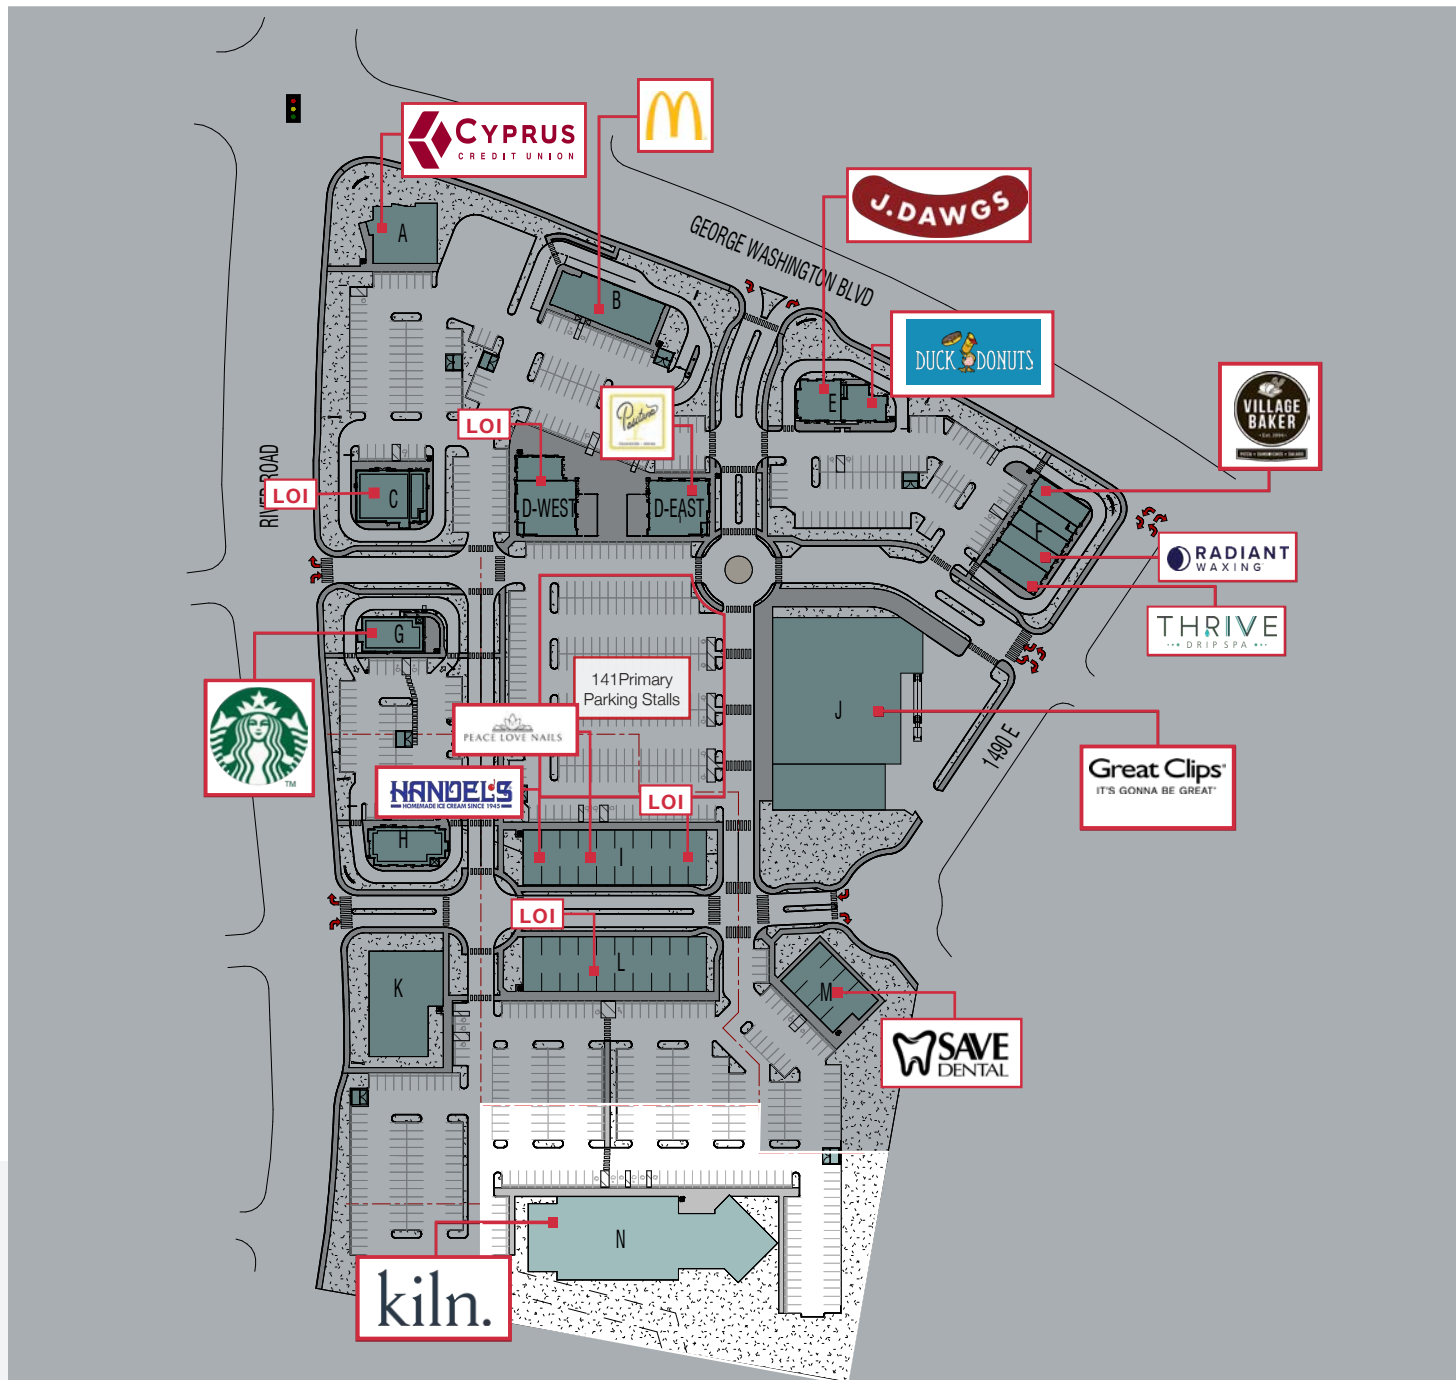 CYPRUS
CREDIT UNION
J.DAWGS
GEORGE WASHINGTON BLVD
DUCK DONUTS
VILLAGE
BAKER
A
B
E
LOI
Positano
RIVER ROAD
LOI
C
D-WEST
D-EAST
F
RADIANT
WAXING
THRIVE
DRIP SPA
G
141Primary
Parking Stalls
J
1490 E
TM
PEACE LOVE NAILS
HANDEL'S
HOMEMADE ICE CREAM SINCE 1945
LOI
Great Clips®
IT'S GONNA BE GREAT®
H
I
LOI
K
L
M
SAVE
DENTAL
N
kiln.